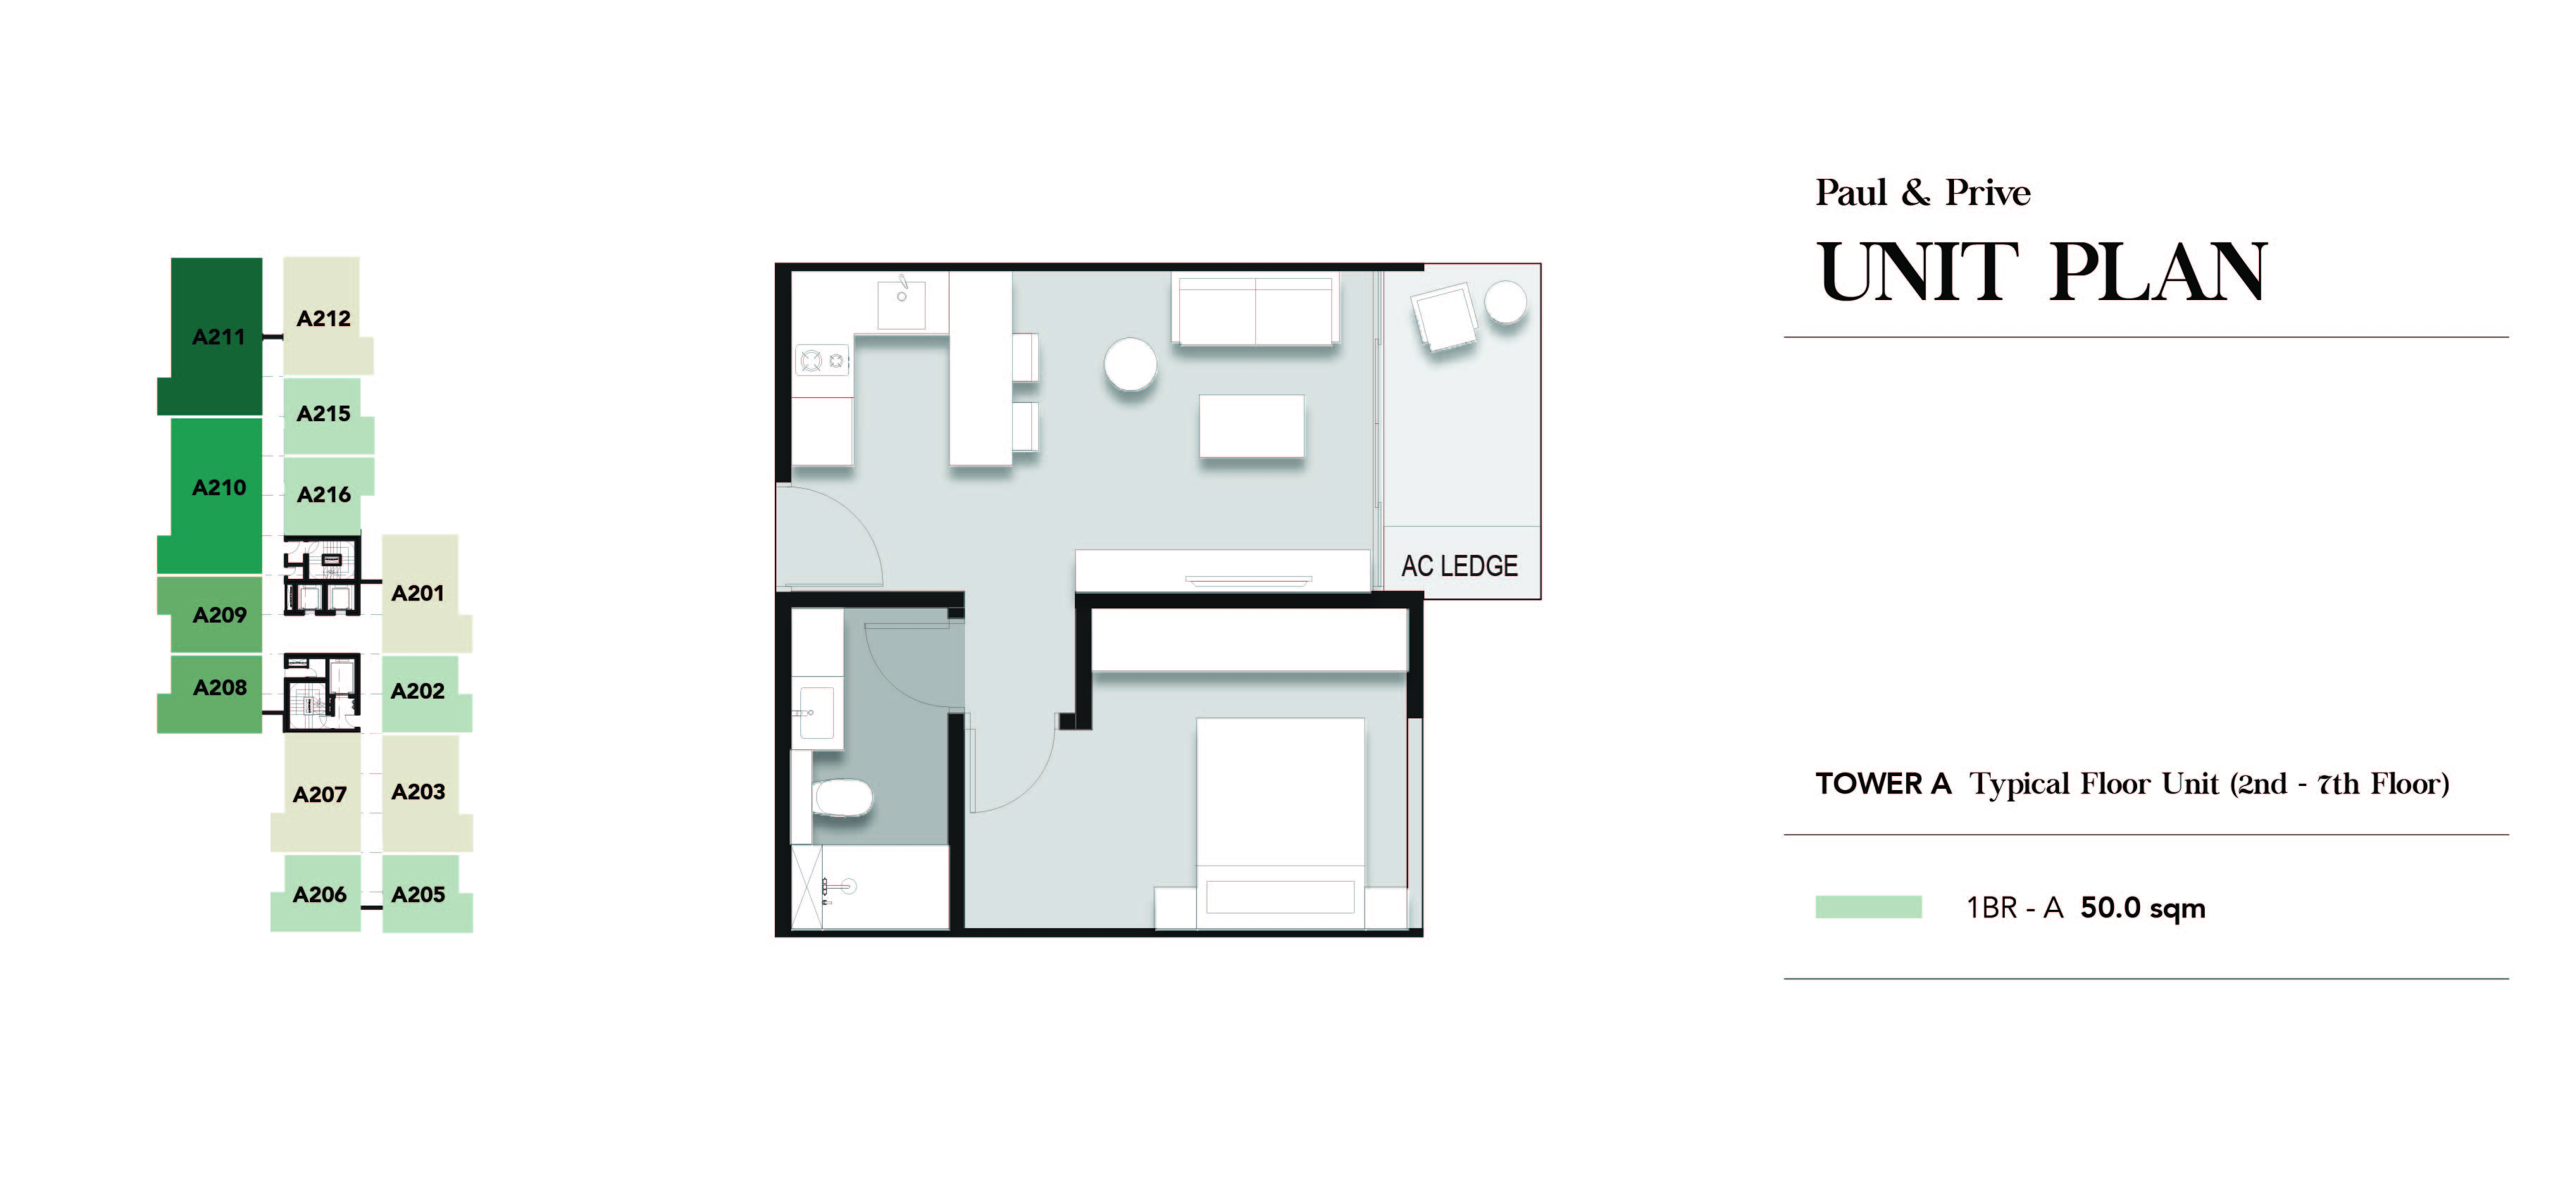 Paul & Prive
UNIT PLAN
A211
A212
A215
A210
A216
A201
A209
A208
A202
A207
A203
A206
A205
AC LEDGE
TOWER A Typical Floor Unit (2nd - 7th Floor)
1BR - A 50.0 sqm